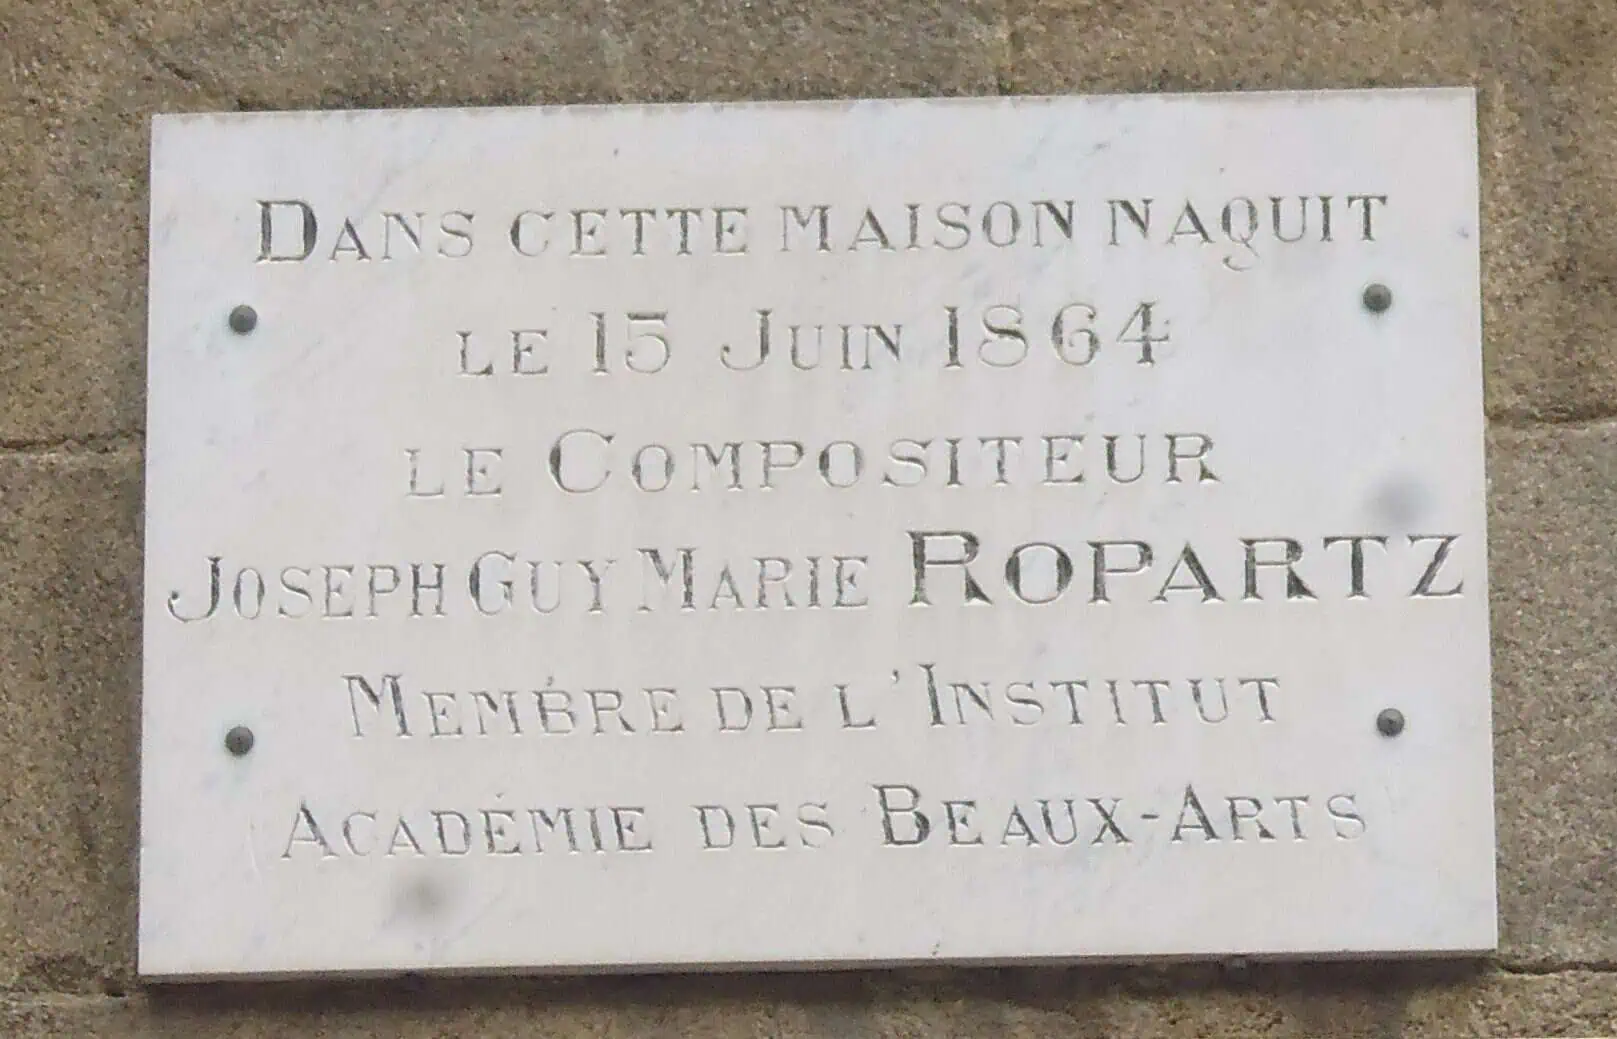 DANS CETTE MAISON NAQUIT
LE 15 JUIN 1864
LE COMPOSITEUR
JOSEPH GUY MARIE ROPARTZ
MEMBRE DE L'INSTITUT
ACADÉMIE DES BEAUX-ARTS